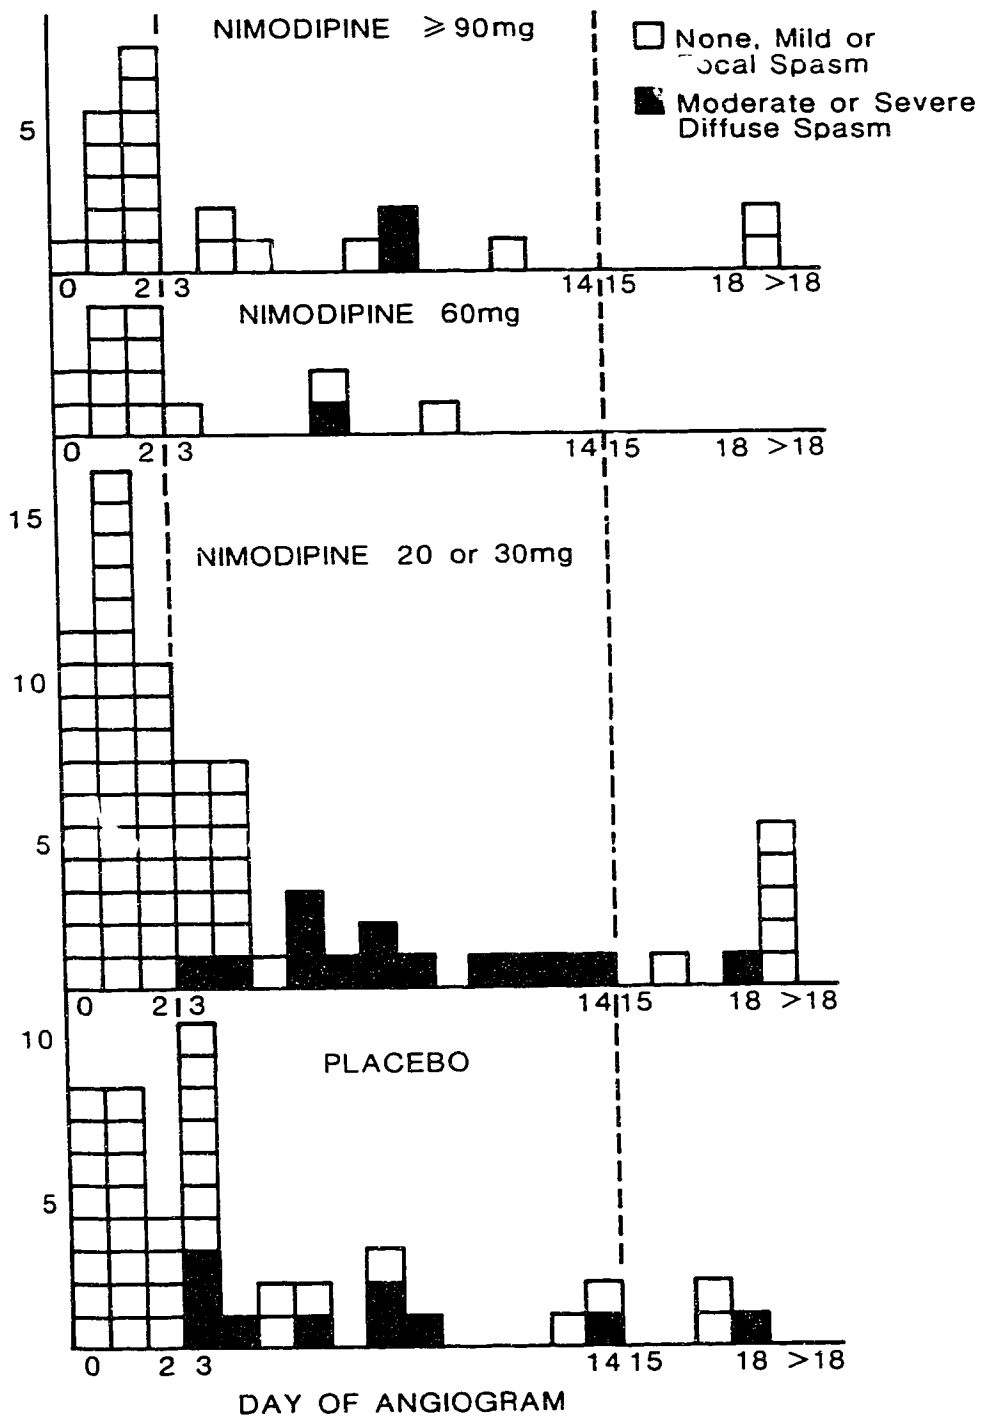 NIMODIPINE ≥90mg
None, Mild or
ocal Spasm
Moderate or Severe
Diffuse Spasm
5
0 2 3 14 15 18 >18
NIMODIPINE 60mg
0 2 3 14 15 18 >18
15
NIMODIPINE 20 or 30mg
10
5
0 2 3 14 15 18 >18
10
PLACEBO
5
0 2 3 14 15 18 >18
DAY OF ANGIOGRAM